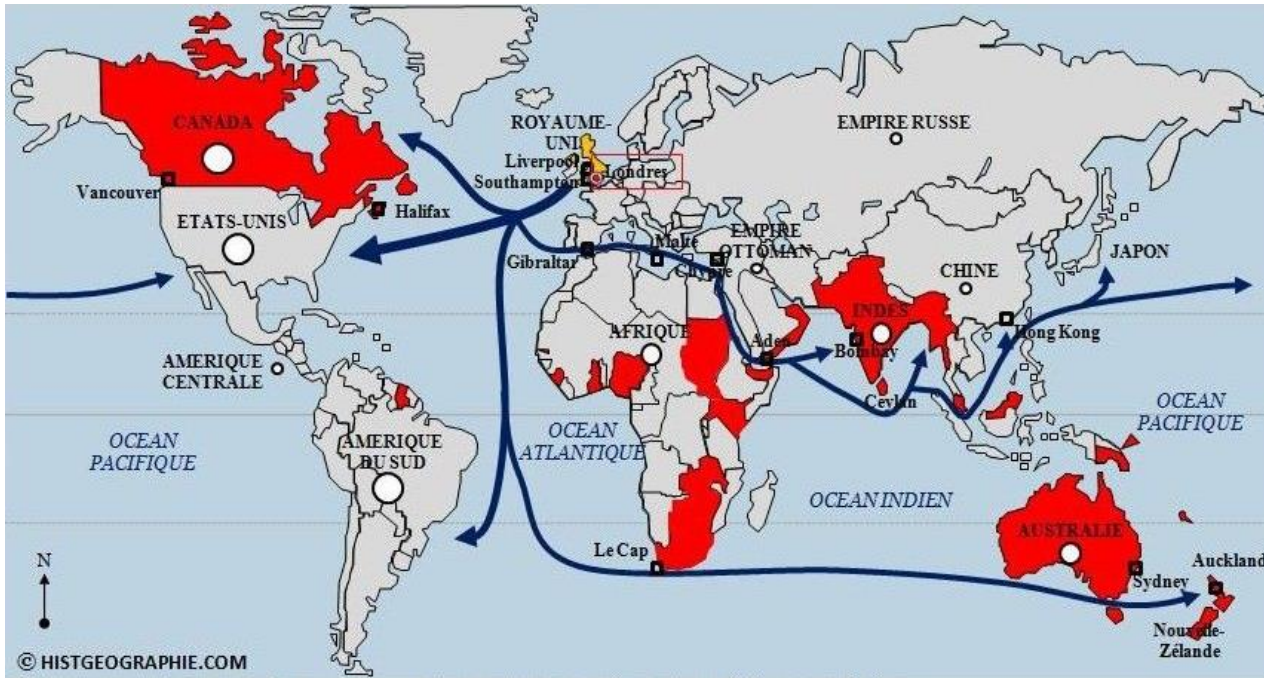 CANADA
ROYAUME-
UNI
Liverpool
Southampton
Londres
EMPIRE RUSSE
Vancouver
Halifax
ETATS-UNIS
Gibraltar
Malte
Chypre
EMPIRE
OTTOMAN
CHINE
JAPON
INDES
Hong Kong
AFRIQUE
Aden
Bombay
AMERIQUE
CENTRALE
Ceylan
OCEAN
PACIFIQUE
AMERIQUE
DU SUD
OCEAN
ATLANTIQUE
OCEAN
PACIFIQUE
OCEAN INDIEN
AUSTRALIE
Le Cap
Sydney
Auckland
Nouvelle-
Zélande
N
© HISTGEOGRAPHIE.COM